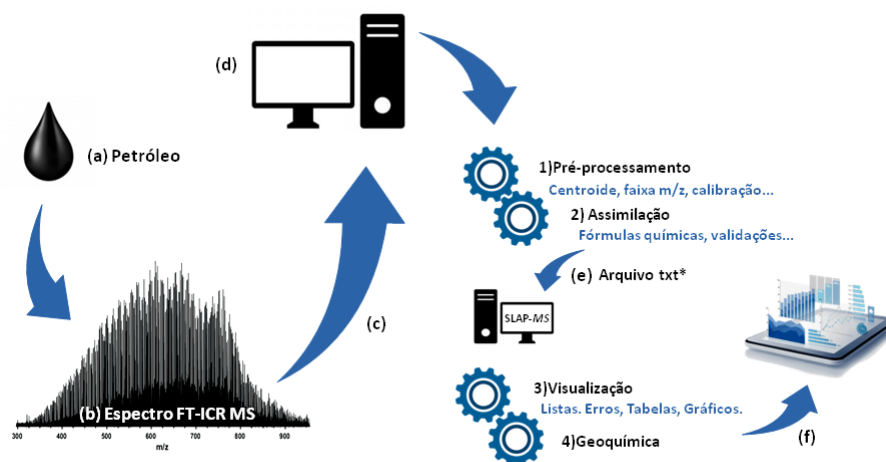 (d)
(a) Petróleo
1)Pré-processamento
Centroide, faixa m/z, calibração...
2) Assimilação
Fórmulas químicas, validações...
(e) Arquivo txt*
SLAP-MS
(c)
(b) Espectro FT-ICR MS
300 400 500 600 700 800 900
m/z
3)Visualização
Listas. Erros, Tabelas, Gráficos.
4)Geoquímica
(f)